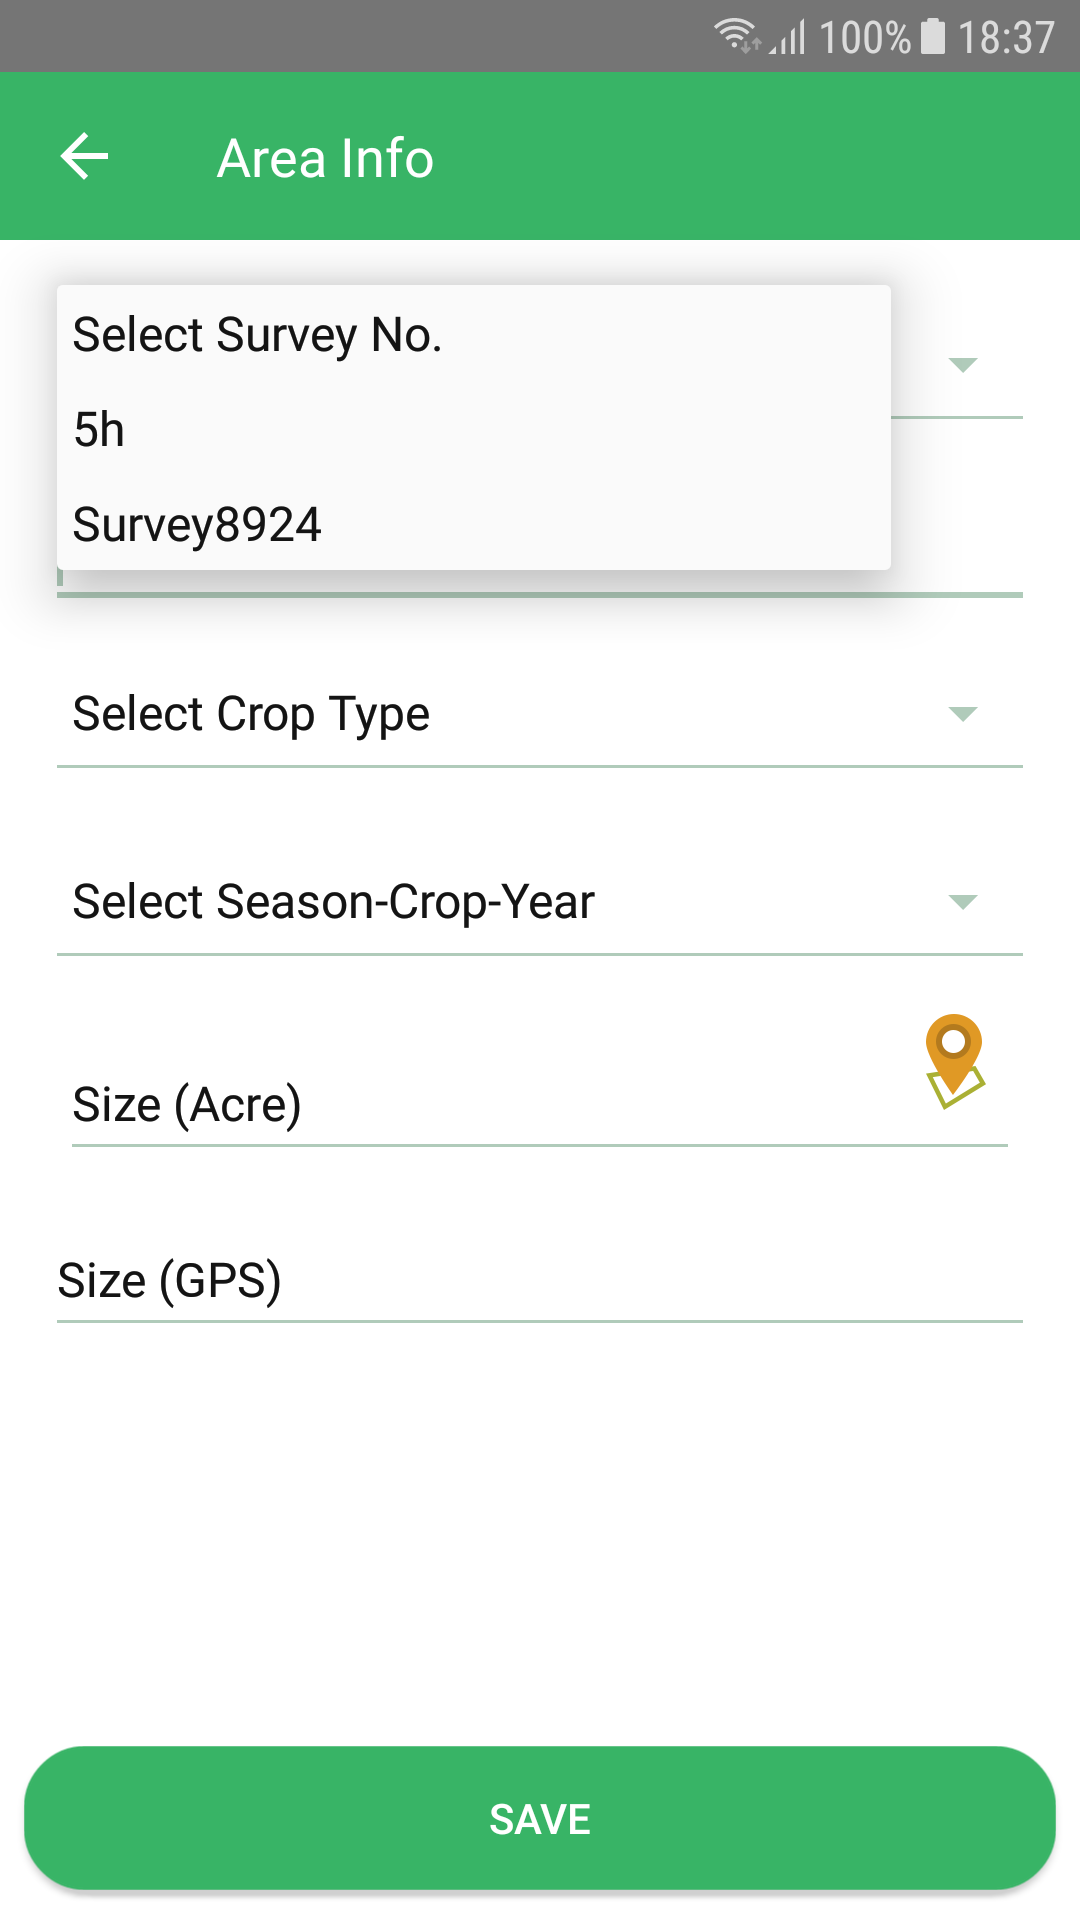 100% 18:37
Area Info
Select Survey No.
5h
Survey8924
Select Crop Type
Select Season-Crop-Year
Size (Acre)
Size (GPS)
SAVE